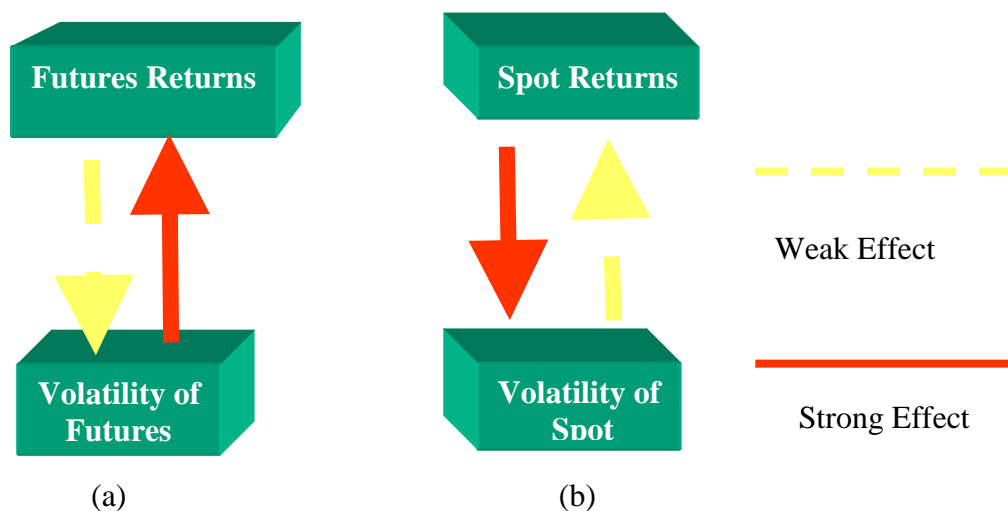 Futures Returns
Spot Returns
Weak Effect
Volatility of
Futures
Volatility of
Spot
Strong Effect
(a)
(b)